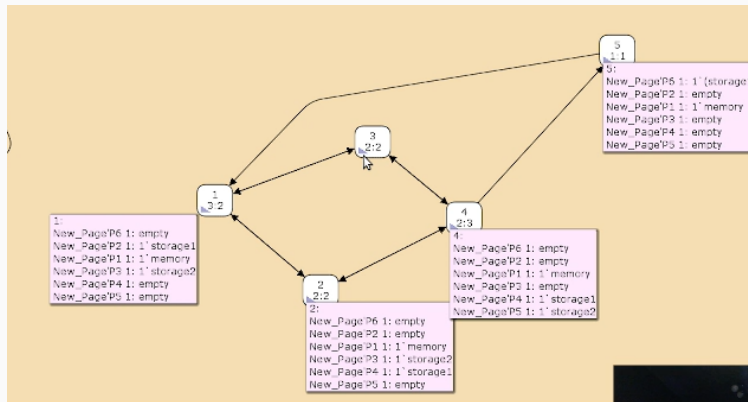 5
1:1
5:
New_Page'P6 1: 1`(storage
New_Page'P2 1: empty
New_Page'P1 1: 1`memory
New_Page'P3 1: empty
New_Page'P4 1: empty
New_Page'P5 1: empty
3
2:2
1
3:2
1:
New_Page'P6 1: empty
New_Page'P2 1: 1`storage1
New_Page'P1 1: 1`memory
New_Page'P3 1: 1`storage2
New_Page'P4 1: empty
New_Page'P5 1: empty
4
2:3
4:
New_Page'P6 1: empty
New_Page'P2 1: empty
New_Page'P1 1: 1`memory
New_Page'P3 1: empty
New_Page'P4 1: 1`storage1
New_Page'P5 1: 1`storage2
2
2:2
2:
New_Page'P6 1: empty
New_Page'P2 1: empty
New_Page'P1 1: 1`memory
New_Page'P3 1: 1`storage2
New_Page'P4 1: 1`storage1
New_Page'P5 1: empty